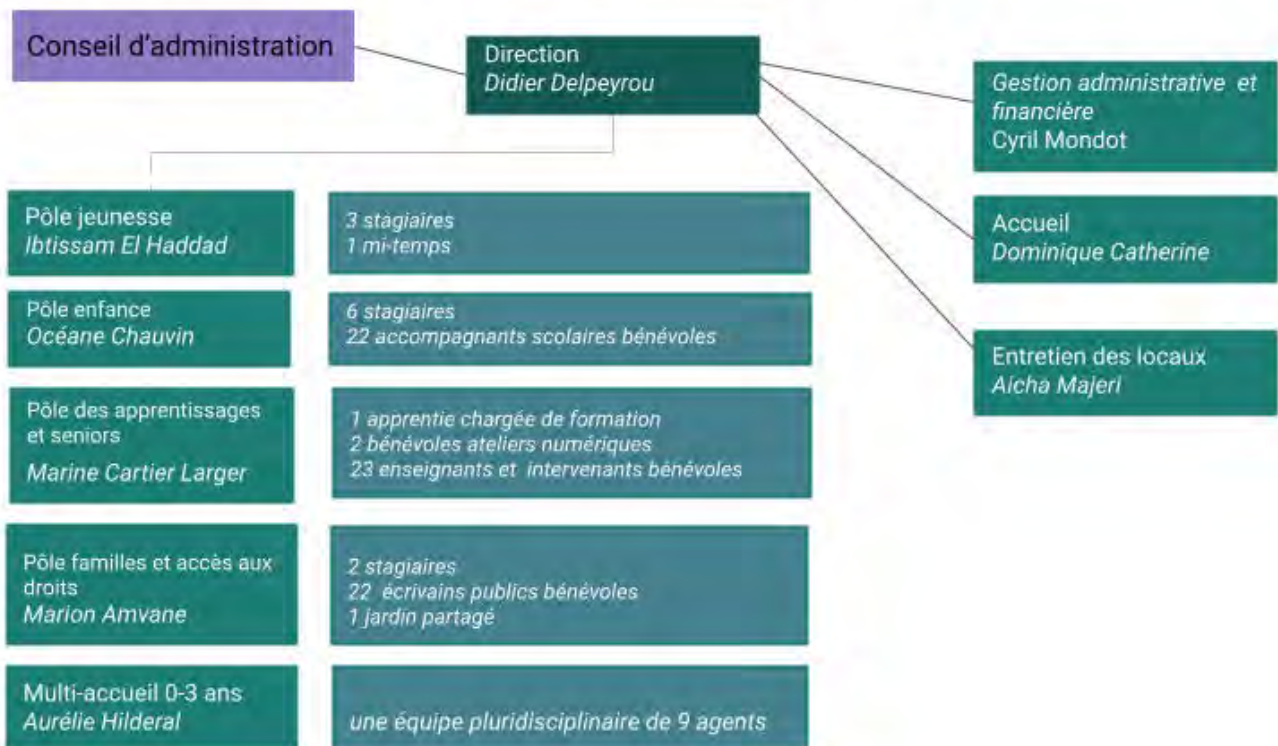 Conseil d'administration
Direction
Didier Delpeyrou
Gestion administrative et
financière
Cyril Mondot
Accueil
Dominique Catherine
Entretien des locaux
Aicha Majeri
Pôle jeunesse
Ibtissam El Haddad
3 stagiaires
1 mi-temps
Pôle enfance
Océane Chauvin
6 stagiaires
22 accompagnants scolaires bénévoles
Pôle des apprentissages
et seniors
Marine Cartier Larger
1 apprentie chargée de formation
2 bénévoles ateliers numériques
23 enseignants et intervenants bénévoles
Pôle familles et accès aux
droits
Marion Amvane
2 stagiaires
22 écrivains publics bénévoles
1 jardin partagé
Multi-accueil 0-3 ans
Aurélie Hilderal
une équipe pluridisciplinaire de 9 agents